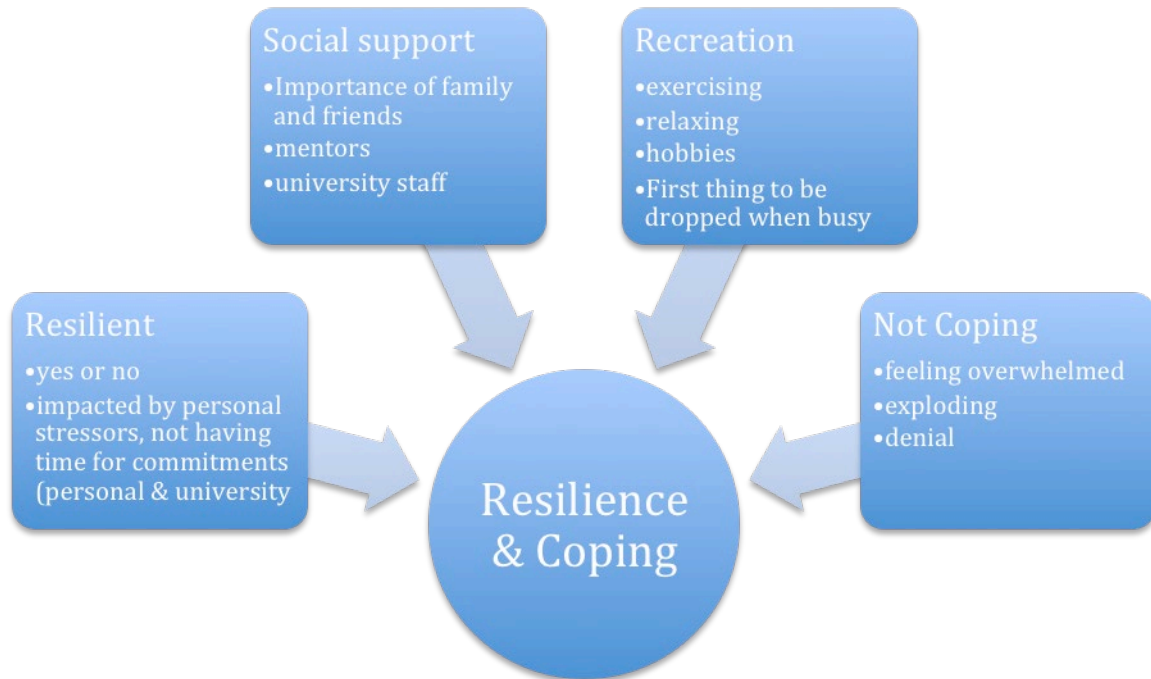 Social support
•Importance of family
and friends
•mentors
•university staff
Recreation
•exercising
•relaxing
•hobbies
•First thing to be
dropped when busy
Resilient
•yes or no
•impacted by personal
stressors, not having
time for commitments
(personal & university
Not Coping
•feeling overwhelmed
•exploding
•denial
Resilience
& Coping